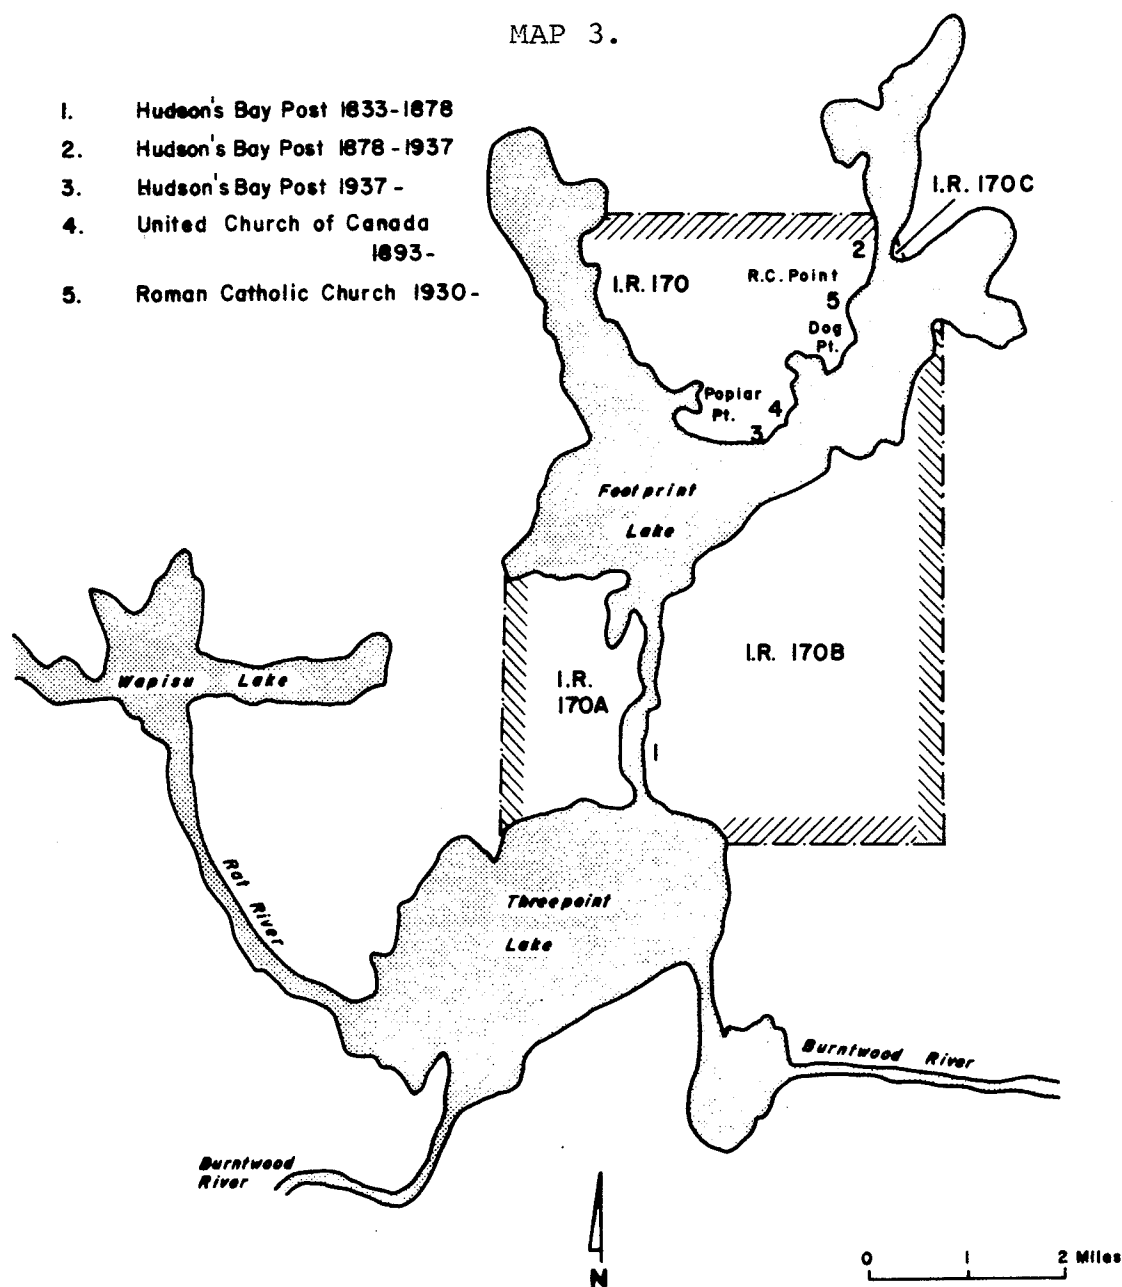 MAP 3.
1. Hudson's Bay Post 1833-1878
2. Hudson's Bay Post 1878-1937
3. Hudson's Bay Post 1937-
4. United Church of Canada
1893-
5. Roman Catholic Church 1930-
I.R. 170C
2
I.R. 170
R.C. Point
5
Dog
Pt.
Poplar
Pt.
4
3
Footprint
Lake
I.R. 170B
Wapisu Lake
I.R.
170A
1
Rat River
Threepoint
Lake
Burntwood River
Burntwood
River
N
0 1 2 Miles